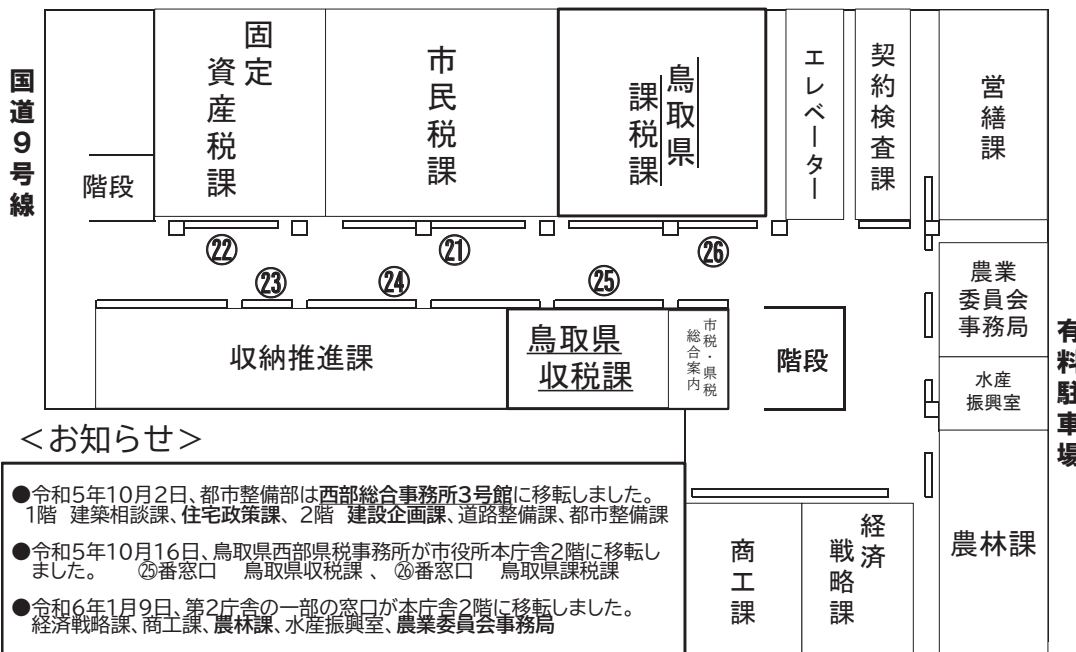 国道９号線
階段
固定
資産税課
市民税課
鳥取県
課税課
エレベーター
契約検査課
営繕課
㉒
㉑
㉖
㉓
㉔
㉕
農業
委員会
事務局
収納推進課
鳥取県
収税課
市税・県税
総合案内
階段
水産
振興室
有料駐車場
＜お知らせ＞
●令和5年10月2日、都市整備部は西部総合事務所3号館に移転しました。
1階 建築相談課、住宅政策課、2階 建設企画課、道路整備課、都市整備課
●令和5年10月16日、鳥取県西部県税事務所が市役所本庁舎2階に移転し
ました。 ㉕番窓口 鳥取県収税課 、 ㉖番窓口 鳥取県課税課
●令和6年1月9日、第2庁舎の一部の窓口が本庁舎2階に移転しました。
経済戦略課、商工課、農林課、水産振興室、農業委員会事務局
商工課
経済
戦略課
農林課